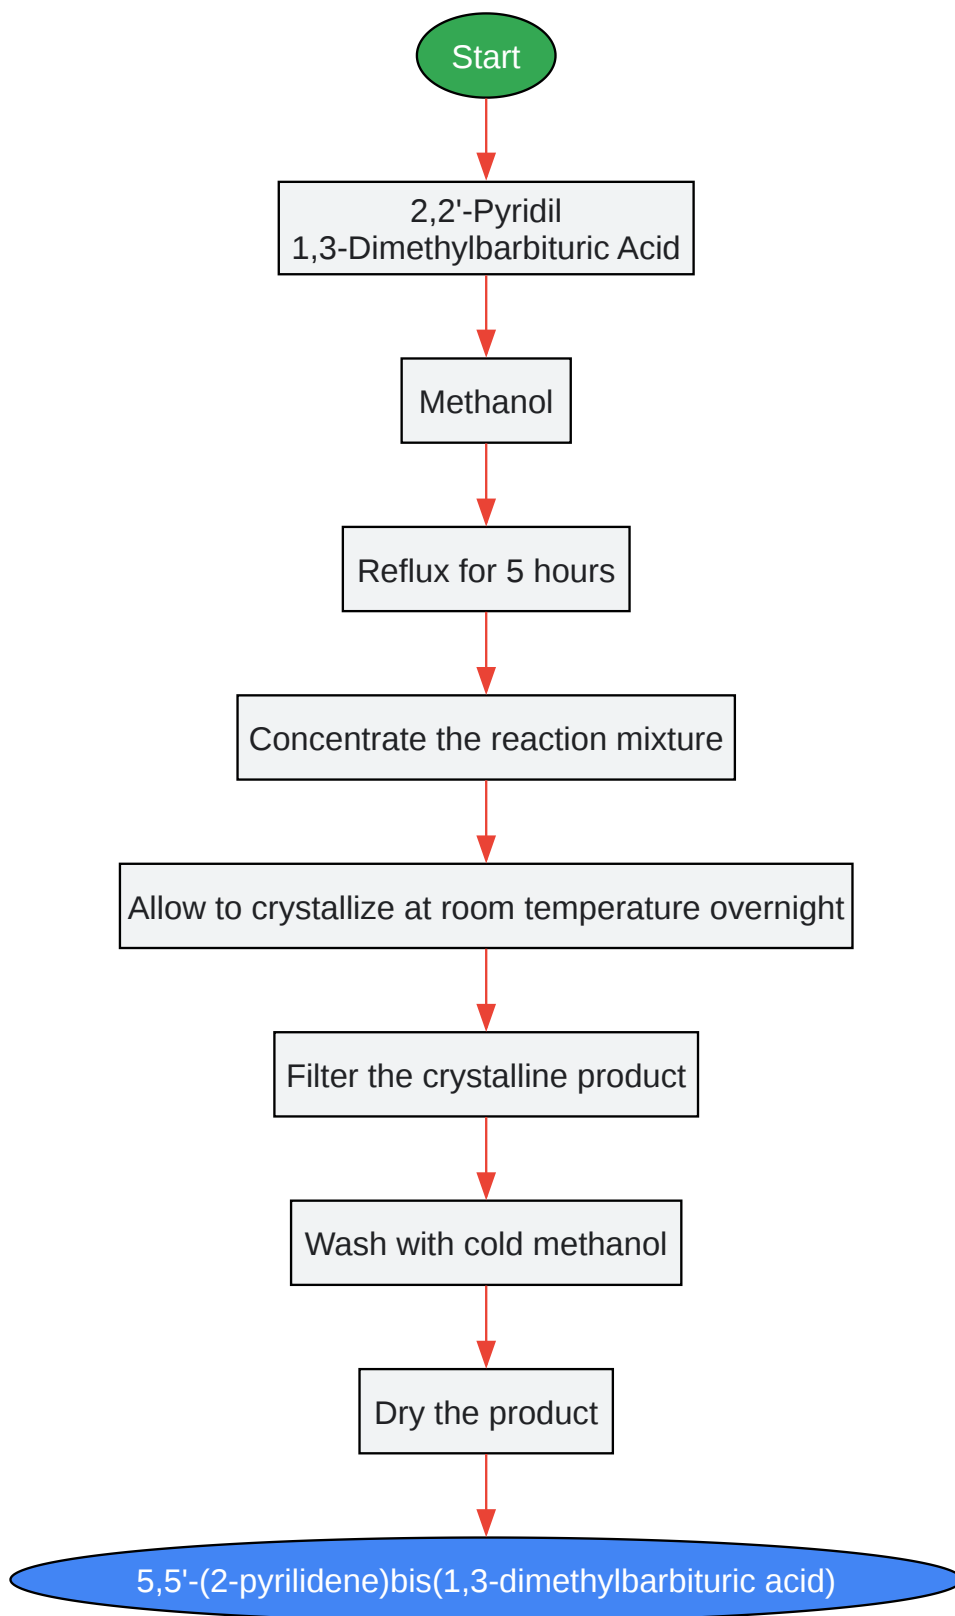 Start
2,2'-Pyridil
1,3-Dimethylbarbituric Acid
Methanol
Reflux for 5 hours
Concentrate the reaction mixture
Allow to crystallize at room temperature overnight
Filter the crystalline product
Wash with cold methanol
Dry the product
5,5'-(2-pyrilidene)bis(1,3-dimethylbarbituric acid)